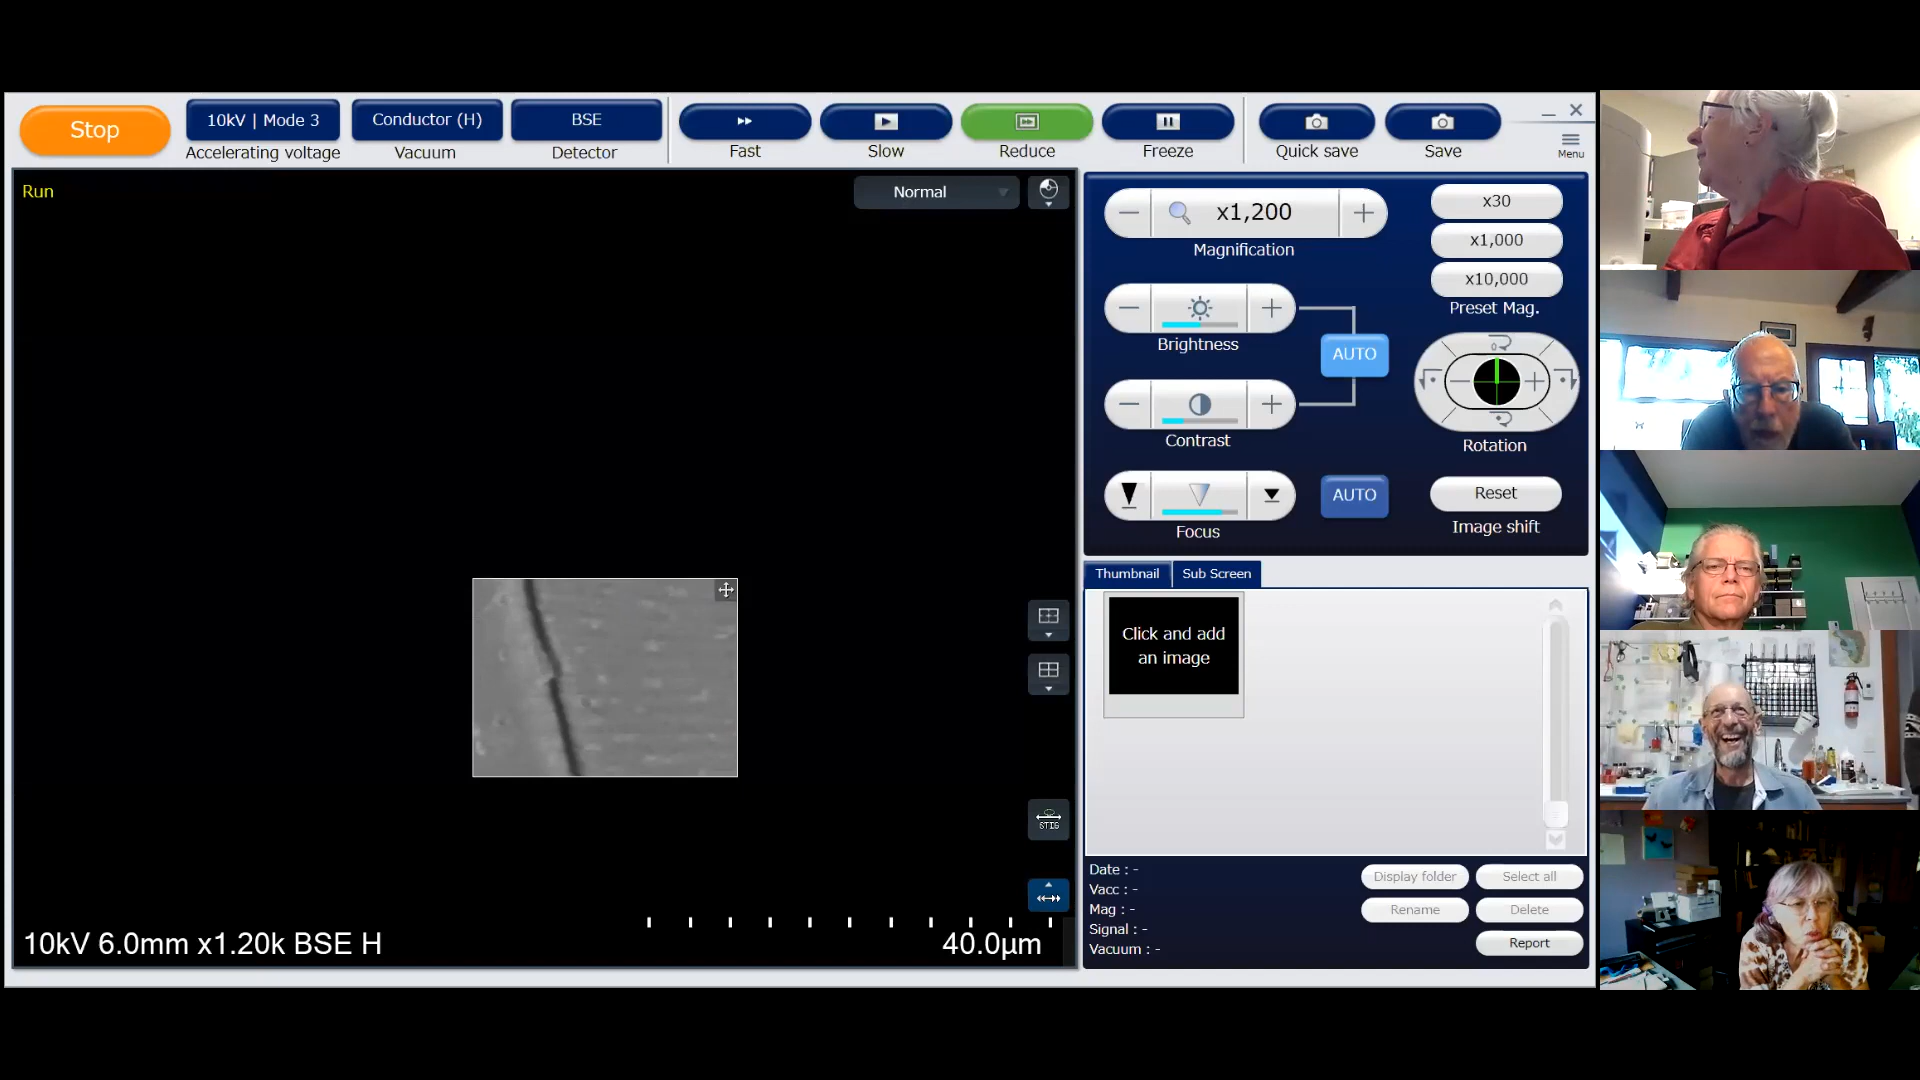 Stop
10kV | Mode 3
Accelerating voltage
Conductor (H)
Vacuum
BSE
Detector
Fast
Slow
Reduce
Freeze
Quick save
Save
Menu
Run
Normal
x1,200
Magnification
x30
x1,000
x10,000
Preset Mag.
Brightness
AUTO
Contrast
Rotation
Focus
AUTO
Reset
Image shift
Thumbnail
Sub Screen
Click and add
an image
STIG
10kV 6.0mm x1.20k BSE H
40.0µm
Date : -
Vacc : -
Mag : -
Signal : -
Vacuum : -
Display folder
Select all
Rename
Delete
Report